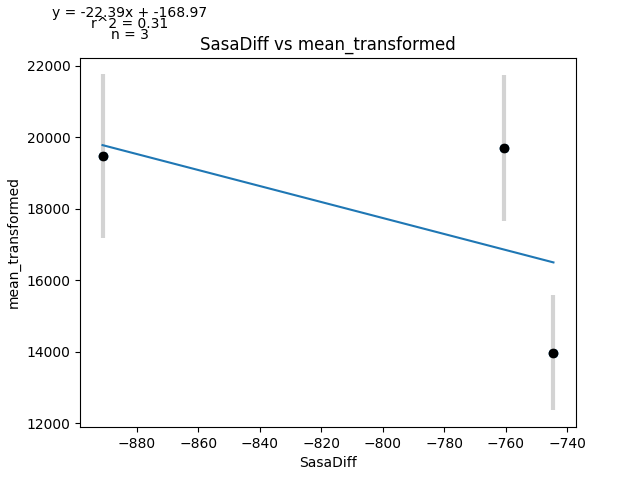 y = -22.39x + -168.97
r^2 = 0.31
n = 3
SasaDiff vs mean_transformed
22000
20000
18000
16000
14000
12000
mean_transformed
−880 −860 −840 −820 −800 −780 −760 −740
SasaDiff